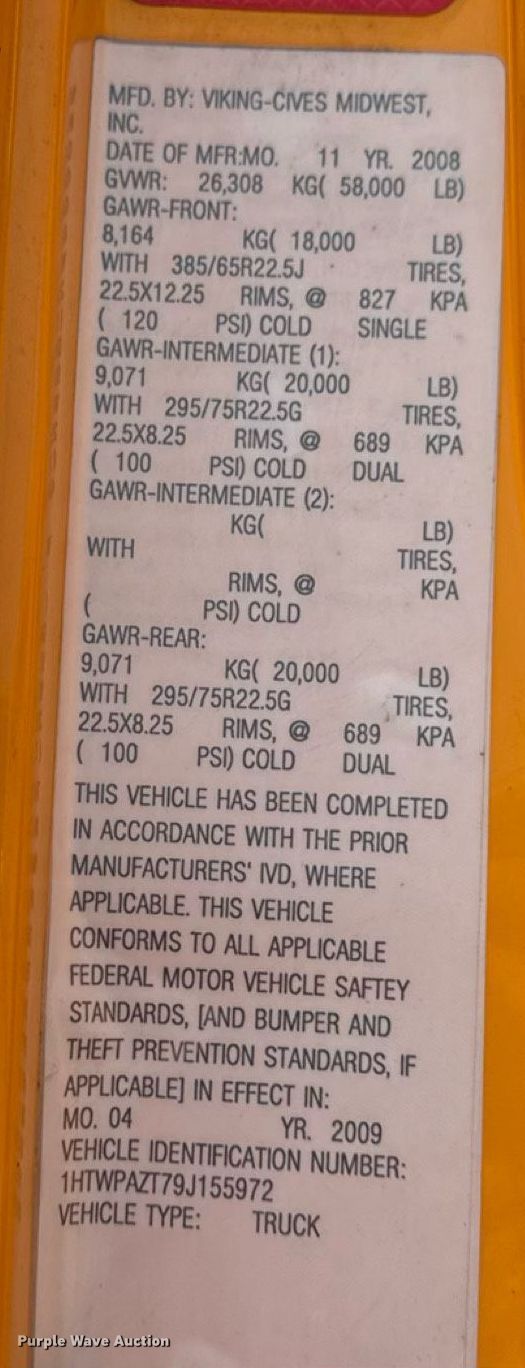 MFD. BY: VIKING-CIVES MIDWEST,
INC.
DATE OF MFR:MO. 11 YR. 2008
GVWR: 26,308 KG( 58,000 LB)
GAWR-FRONT:
8,164 KG( 18,000 LB)
WITH 385/65R22.5J TIRES,
22.5X12.25 RIMS, @ 827 KPA
( 120 PSI) COLD SINGLE
GAWR-INTERMEDIATE (1):
9,071 KG( 20,000 LB)
WITH 295/75R22.5G TIRES,
22.5X8.25 RIMS, @ 689 KPA
( 100 PSI) COLD DUAL
GAWR-INTERMEDIATE (2):
KG( LB)
WITH TIRES,
RIMS, @ KPA
( PSI) COLD
GAWR-REAR:
9,071 KG( 20,000 LB)
WITH 295/75R22.5G TIRES,
22.5X8.25 RIMS, @ 689 KPA
( 100 PSI) COLD DUAL
THIS VEHICLE HAS BEEN COMPLETED
IN ACCORDANCE WITH THE PRIOR
MANUFACTURERS' IVD, WHERE
APPLICABLE. THIS VEHICLE
CONFORMS TO ALL APPLICABLE
FEDERAL MOTOR VEHICLE SAFTEY
STANDARDS, [AND BUMPER AND
THEFT PREVENTION STANDARDS, IF
APPLICABLE] IN EFFECT IN:
MO. 04 YR. 2009
VEHICLE IDENTIFICATION NUMBER:
1HTWPAZT79J155972
VEHICLE TYPE: TRUCK
Purple Wave Auction